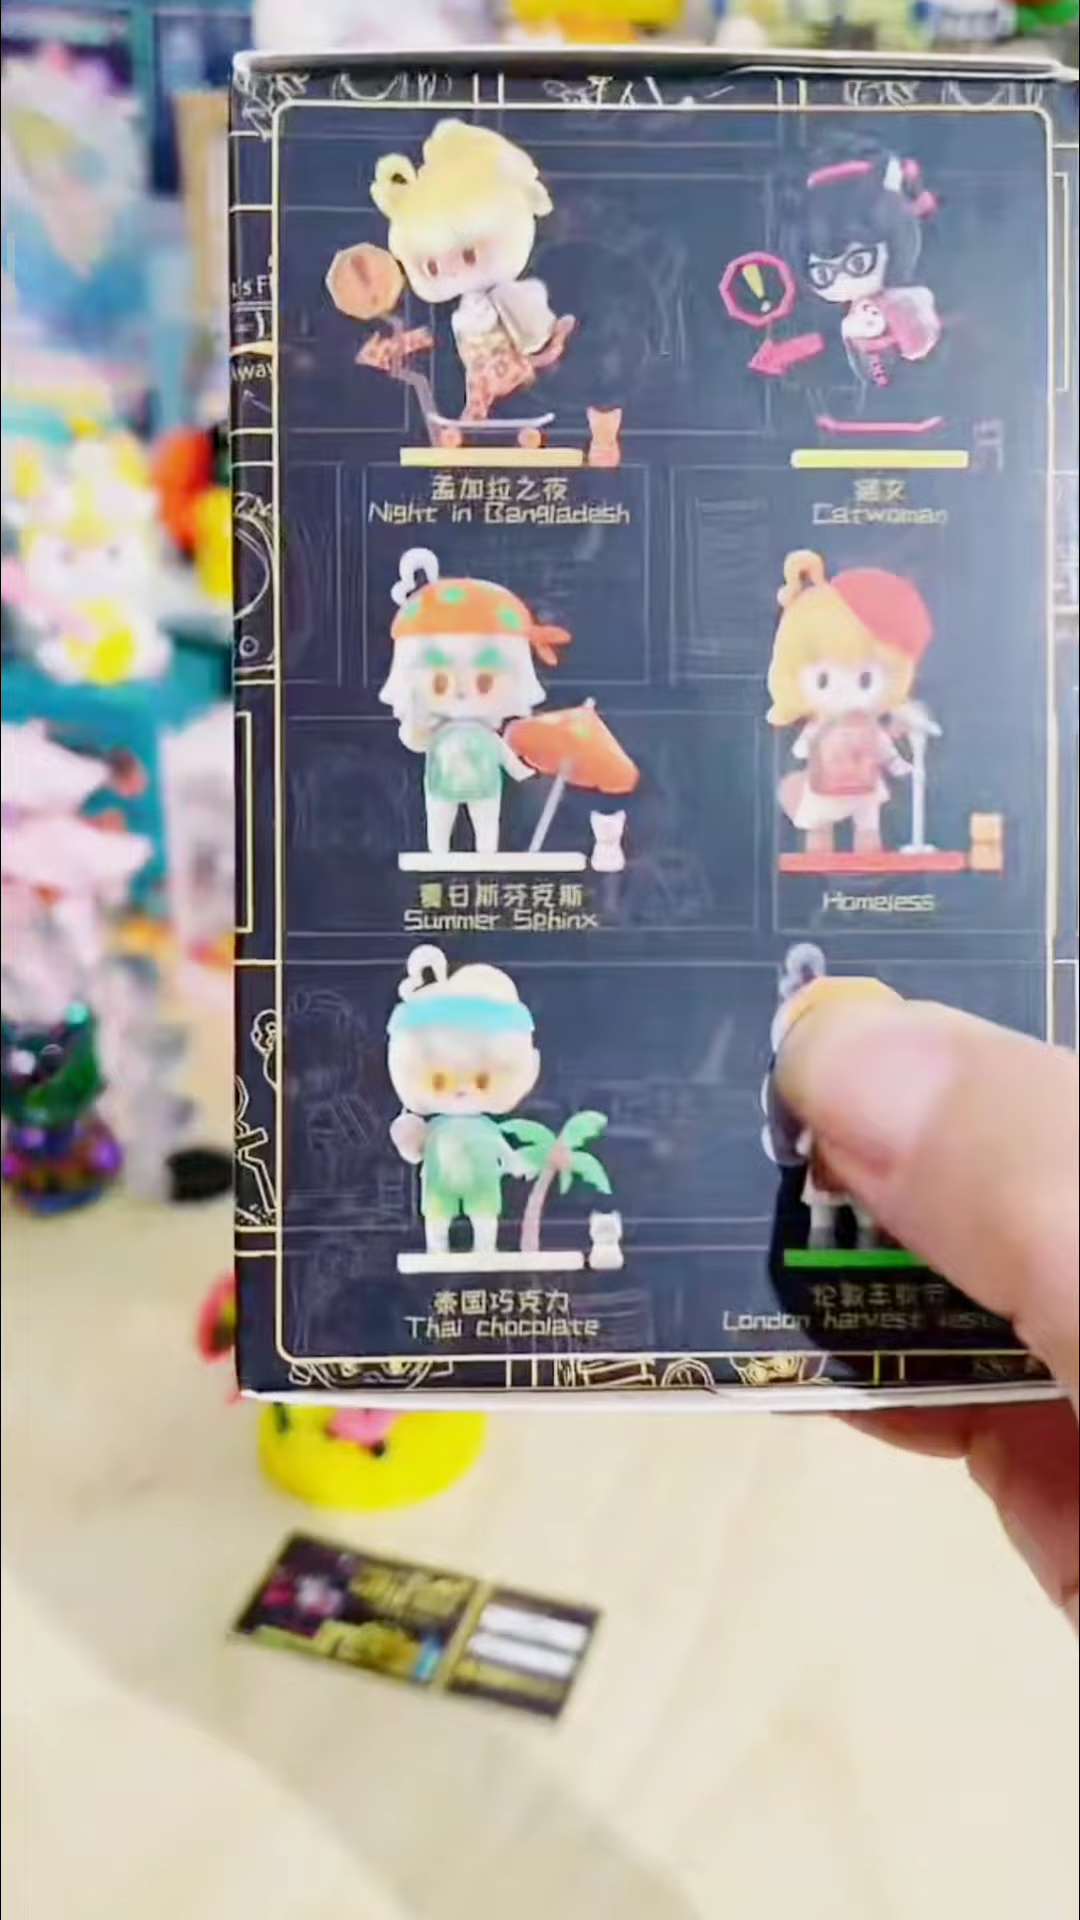 孟加拉之夜
Night in Bangladesh
猫女
Catwoman
夏日斯芬克斯
Summer Sphinx
Homeless
泰国巧克力
Thai chocolate
London harvest